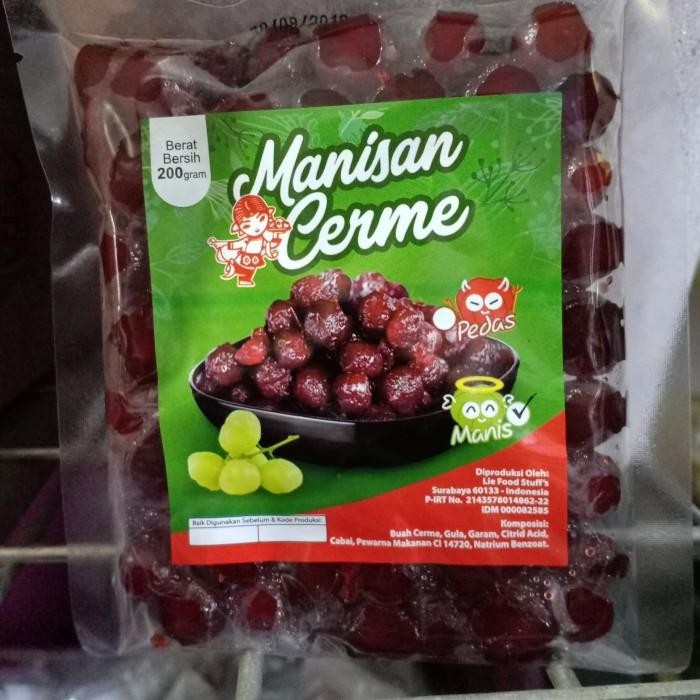 Berat
Bersih
200gram
Manisan
Cerme
Pedas
Manis
Diproduksi Oleh:
Lie Food Stuff's
Surabaya 60133 - Indonesia
P-IRT No. 2143578014862-22
IDM 000082585
Komposisi:
Buah Cerme, Gula, Garam, Citrid Acid,
Cabai, Pewarna Makanan CI 14720, Natrium Benzoat.
Baik Digunakan Sebelum & Kode Produksi: